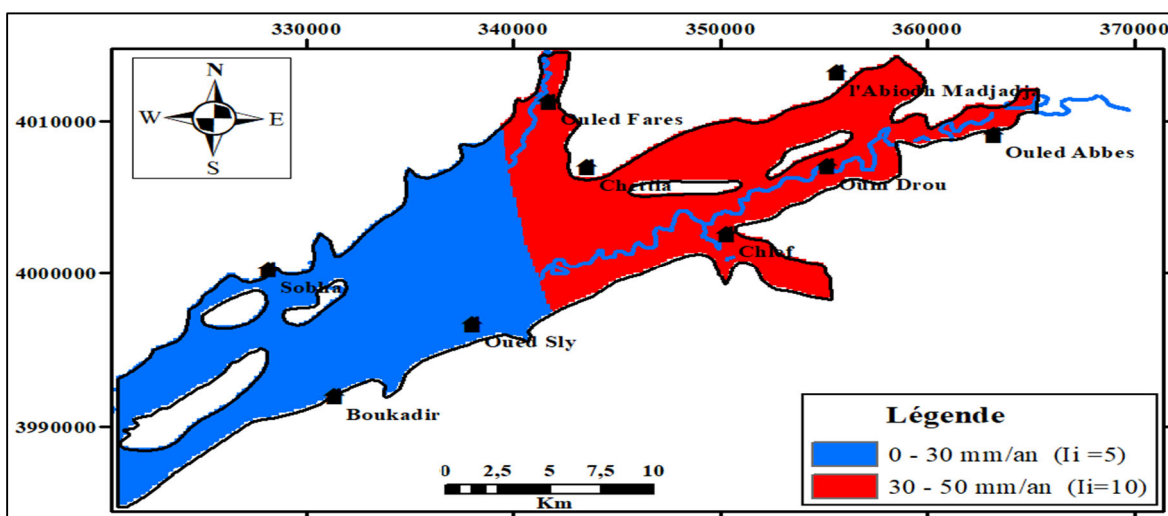 330000 340000 350000 360000 370000
N
W E
S
4010000
4000000
3990000
l'Abiodh Madjadja
Ouled Fares
Ouled Abbes
Chettia
Oum Drou
Chlef
Sobha
Oued Sly
Boukadir
0 2,5 5 7,5 10
Km
Légende
0 - 30 mm/an (Ii =5)
30 - 50 mm/an (Ii=10)